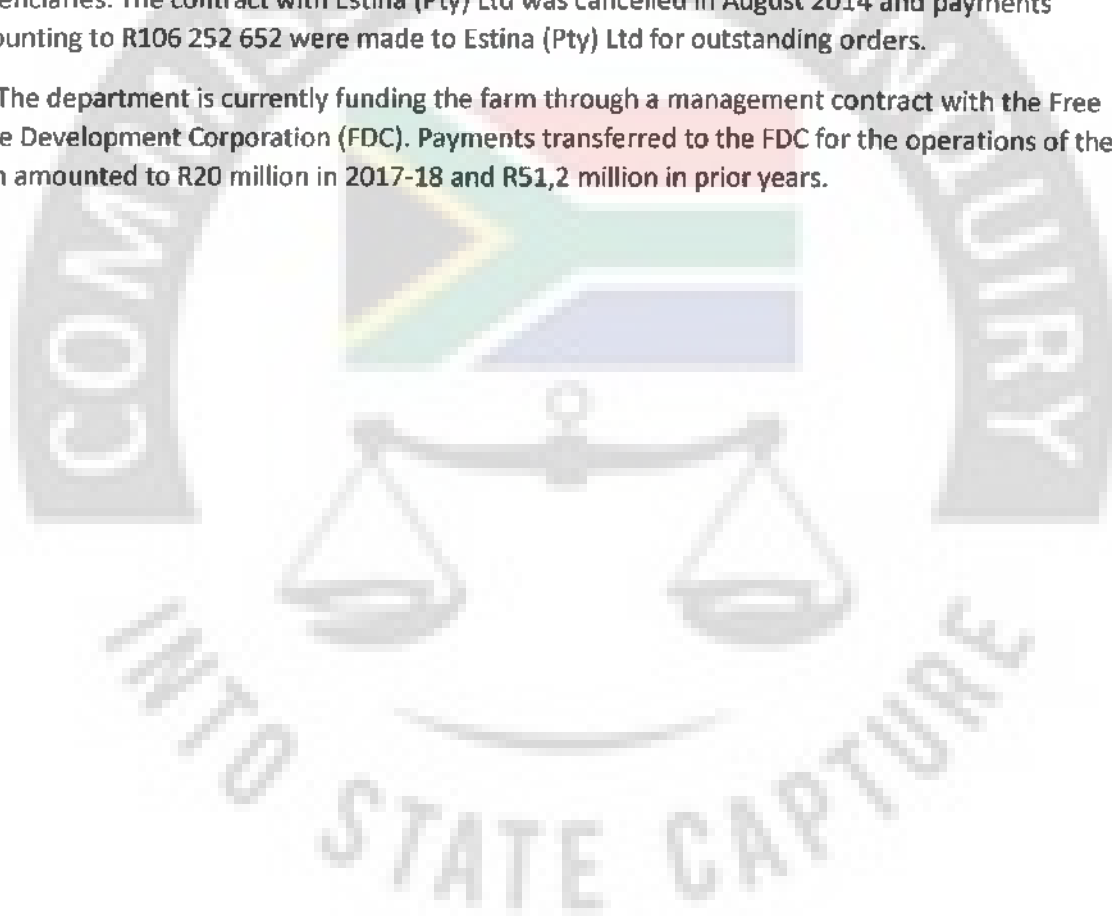 enciaries. The contract with Estina (Pty) Ltd was cancelled in August 2014 and payments
ounting to R106 252 652 were made to Estina (Pty) Ltd for outstanding orders.
The department is currently funding the farm through a management contract with the Free
e Development Corporation (FDC). Payments transferred to the FDC for the operations of the
n amounted to R20 million in 2017-18 and R51,2 million in prior years.
INTO STATE CAPTURE